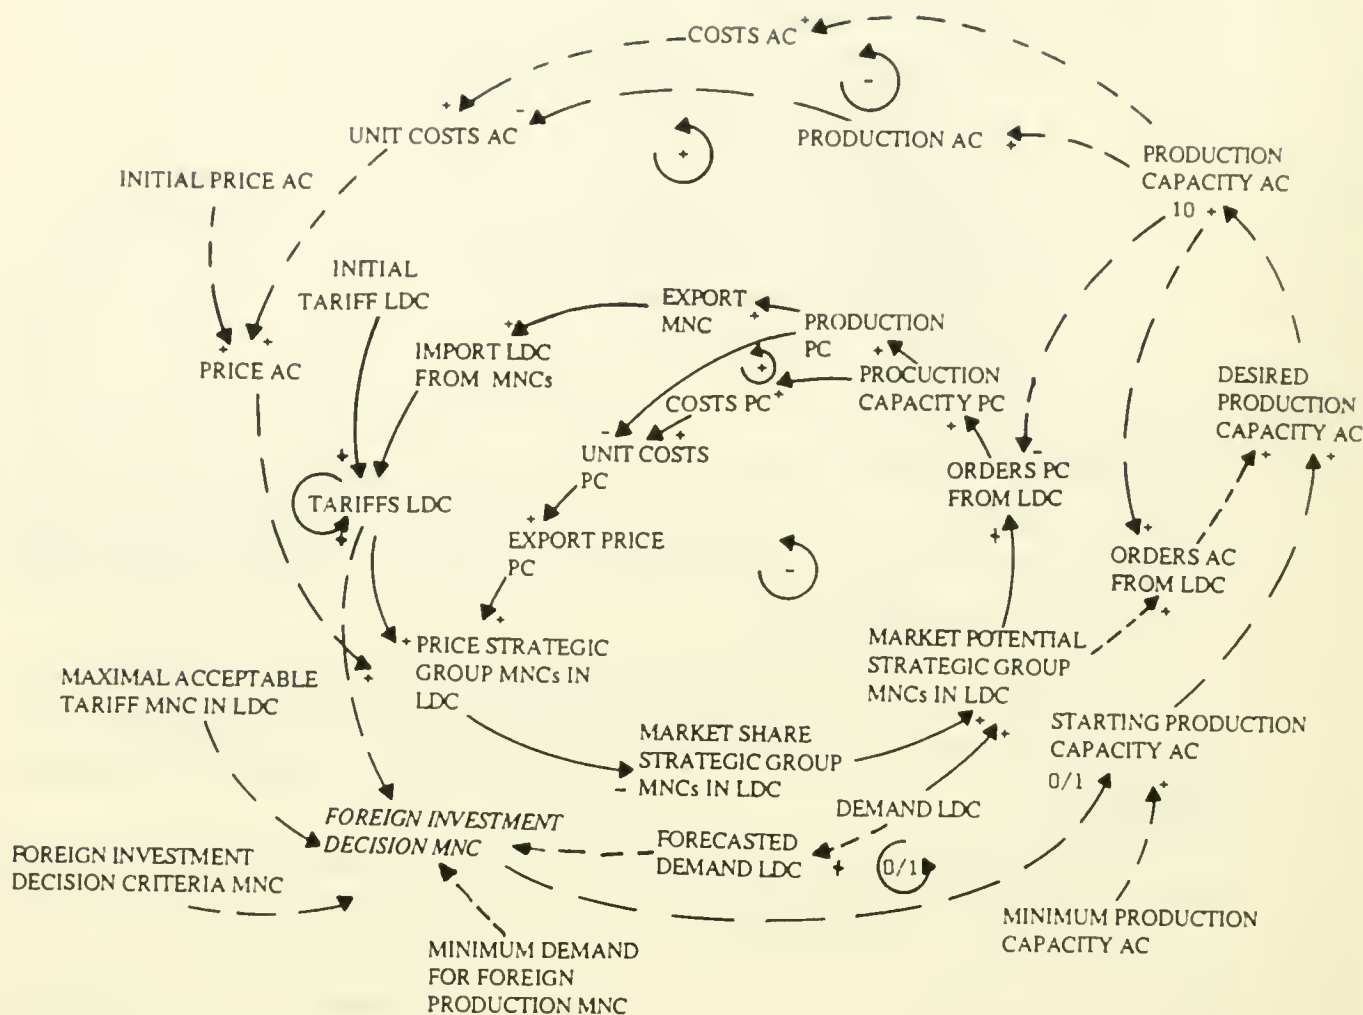 COSTS AC
+
-
+
-
UNIT COSTS AC
+
PRODUCTION AC
+
PRODUCTION
CAPACITY AC
10 +
INITIAL PRICE AC
INITIAL
TARIFF LDC
EXPORT
MNC
+
PRODUCTION
PC
+
+
+
PRICE AC
+
IMPORT LDC
FROM MNCs
+
+
COSTS PC
+
PROCUCTION
CAPACITY PC
+
DESIRED
PRODUCTION
CAPACITY AC
+
+
-
+
UNIT COSTS
PC
-
ORDERS PC
FROM LDC
+
+
TARIFFS LDC
+
+
EXPORT PRICE
PC
-
+
ORDERS AC
FROM LDC
+
+
+
PRICE STRATEGIC
GROUP MNCs IN
LDC
+
MARKET POTENTIAL
STRATEGIC GROUP
MNCs IN LDC
+
+
MAXIMAL ACCEPTABLE
TARIFF MNC IN LDC
MARKET SHARE
STRATEGIC GROUP
- MNCs IN LDC
STARTING PRODUCTION
CAPACITY AC
0/1
+
DEMAND LDC
FOREIGN INVESTMENT
DECISION MNC
FORECASTED
DEMAND LDC
+
0/1
FOREIGN INVESTMENT
DECISION CRITERIA MNC
MINIMUM PRODUCTION
CAPACITY AC
MINIMUM DEMAND
FOR FOREIGN
PRODUCTION MNC